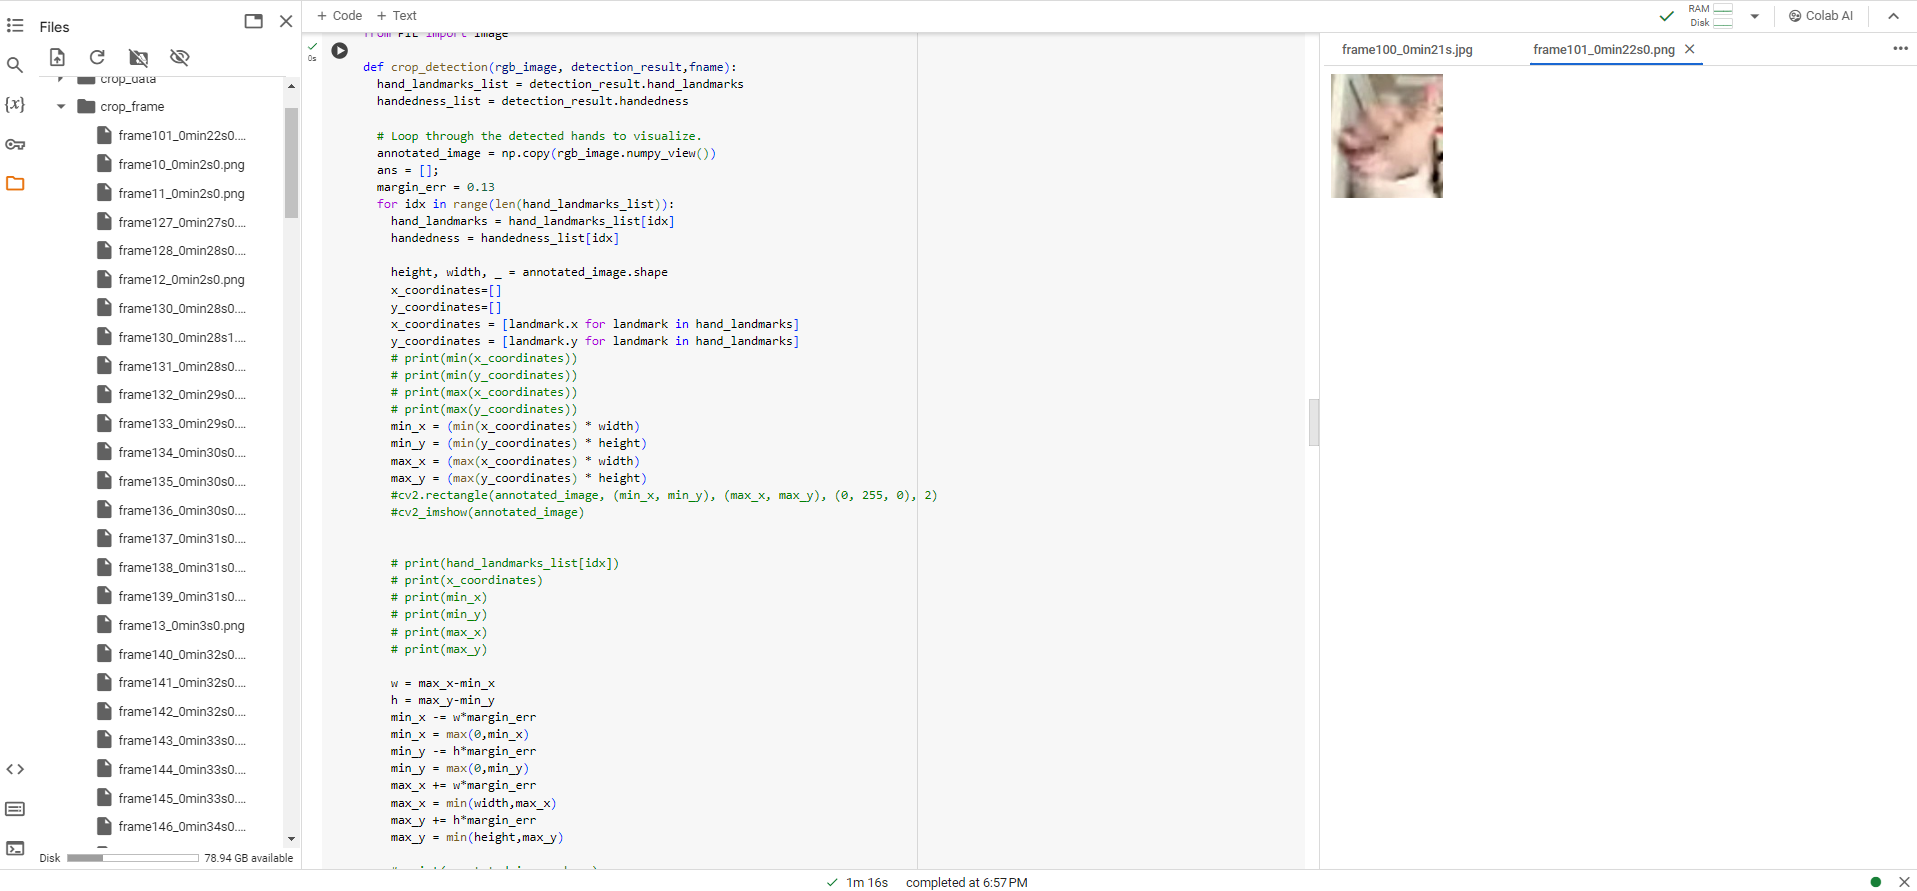 Files
crop_data
crop_frame
frame101_0min22s0....
frame10_0min2s0.png
frame11_0min2s0.png
frame127_0min27s0....
frame128_0min28s0....
frame12_0min2s0.png
frame130_0min28s0....
frame130_0min28s1....
frame131_0min28s0....
frame132_0min29s0....
frame133_0min29s0....
frame134_0min30s0....
frame135_0min30s0....
frame136_0min30s0....
frame137_0min31s0....
frame138_0min31s0....
frame139_0min31s0....
frame13_0min3s0.png
frame140_0min32s0....
frame141_0min32s0....
frame142_0min32s0....
frame143_0min33s0....
frame144_0min33s0....
frame145_0min33s0....
frame146_0min34s0....
Disk 78.94 GB available
+ Code + Text
RAM
Disk
Colab AI
0s
from PIL import Image
def crop_detection(rgb_image, detection_result,fname):
hand_landmarks_list = detection_result.hand_landmarks
handedness_list = detection_result.handedness
# Loop through the detected hands to visualize.
annotated_image = np.copy(rgb_image.numpy_view())
ans = [];
margin_err = 0.13
for idx in range(len(hand_landmarks_list)):
hand_landmarks = hand_landmarks_list[idx]
handedness = handedness_list[idx]
height, width, _ = annotated_image.shape
x_coordinates=[]
y_coordinates=[]
x_coordinates = [landmark.x for landmark in hand_landmarks]
y_coordinates = [landmark.y for landmark in hand_landmarks]
# print(min(x_coordinates))
# print(min(y_coordinates))
# print(max(x_coordinates))
# print(max(y_coordinates))
min_x = (min(x_coordinates) * width)
min_y = (min(y_coordinates) * height)
max_x = (max(x_coordinates) * width)
max_y = (max(y_coordinates) * height)
#cv2.rectangle(annotated_image, (min_x, min_y), (max_x, max_y), (0, 255, 0), 2)
#cv2_imshow(annotated_image)
# print(hand_landmarks_list[idx])
# print(x_coordinates)
# print(min_x)
# print(min_y)
# print(max_x)
# print(max_y)
w = max_x-min_x
h = max_y-min_y
min_x -= w*margin_err
min_x = max(0,min_x)
min_y -= h*margin_err
min_y = max(0,min_y)
max_x += w*margin_err
max_x = min(width,max_x)
max_y += h*margin_err
max_y = min(height,max_y)
frame100_0min21s.jpg
frame101_0min22s0.png
1m 16s completed at 6:57 PM